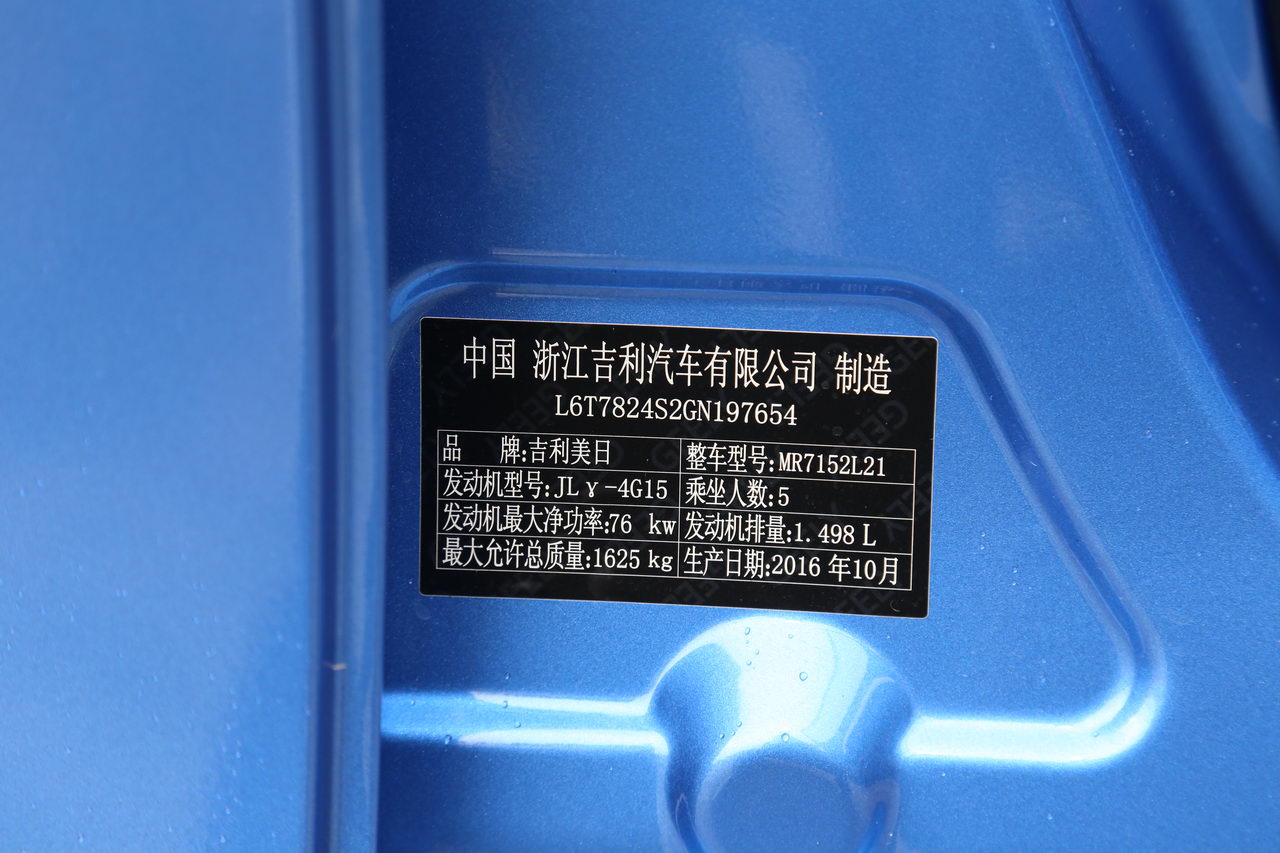 中国 浙江吉利汽车有限公司 制造
L6T7824S2GN197654
品 牌:吉利美日 整车型号:MR7152L21
发动机型号:JLγ-4G15 乘坐人数:5
发动机最大净功率:76 kw 发动机排量:1.498 L
最大允许总质量:1625 kg 生产日期:2016 年10月